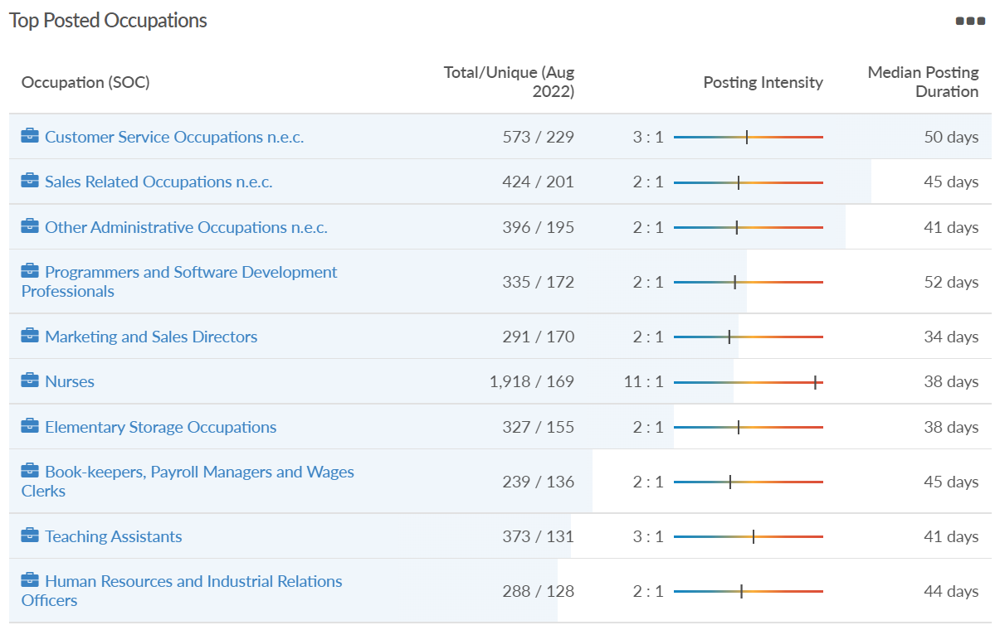 Top Posted Occupations
Occupation (SOC)
Total/Unique (Aug
2022)
Posting Intensity
Median Posting
Duration
Customer Service Occupations n.e.c.
573 / 229
3 : 1
50 days
Sales Related Occupations n.e.c.
424 / 201
2 : 1
45 days
Other Administrative Occupations n.e.c.
396 / 195
2 : 1
41 days
Programmers and Software Development
Professionals
335 / 172
2 : 1
52 days
Marketing and Sales Directors
291 / 170
2 : 1
34 days
Nurses
1,918 / 169
11 : 1
38 days
Elementary Storage Occupations
327 / 155
2 : 1
38 days
Book-keepers, Payroll Managers and Wages
Clerks
239 / 136
2 : 1
45 days
Teaching Assistants
373 / 131
3 : 1
41 days
Human Resources and Industrial Relations
Officers
288 / 128
2 : 1
44 days